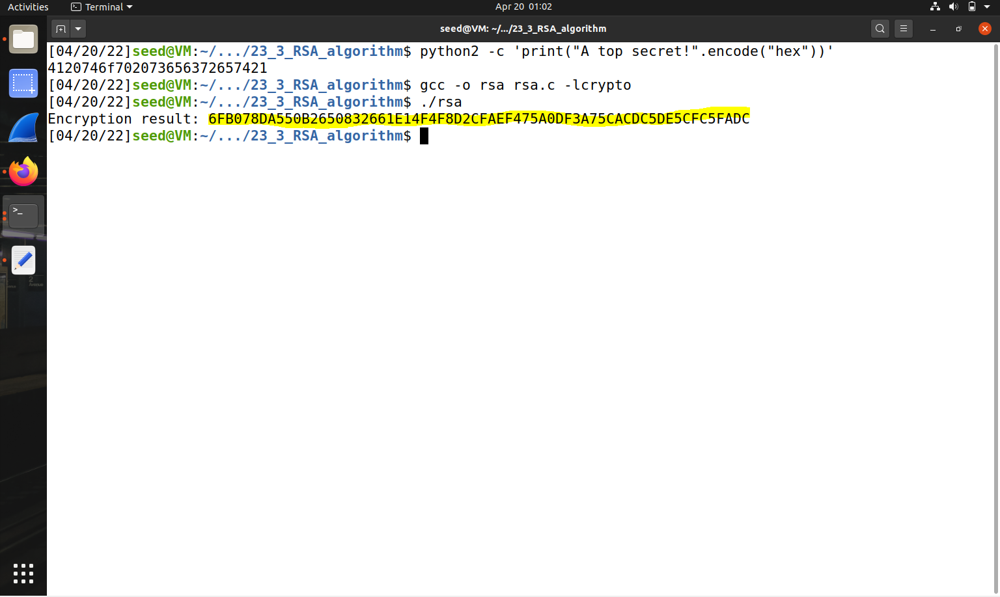 Activities Terminal Apr 20 01:02
seed@VM: ~/.../23_3_RSA_algorithm
[04/20/22]seed@VM:~/.../23_3_RSA_algorithm$ python2 -c 'print("A top secret!".encode("hex"))'
4120746f702073656372657421
[04/20/22]seed@VM:~/.../23_3_RSA_algorithm$ gcc -o rsa rsa.c -lcrypto
[04/20/22]seed@VM:~/.../23_3_RSA_algorithm$ ./rsa
Encryption result: 6FB078DA550B2650832661E14F4F8D2CFAEF475A0DF3A75CACDC5DE5CFC5FADC
[04/20/22]seed@VM:~/.../23_3_RSA_algorithm$